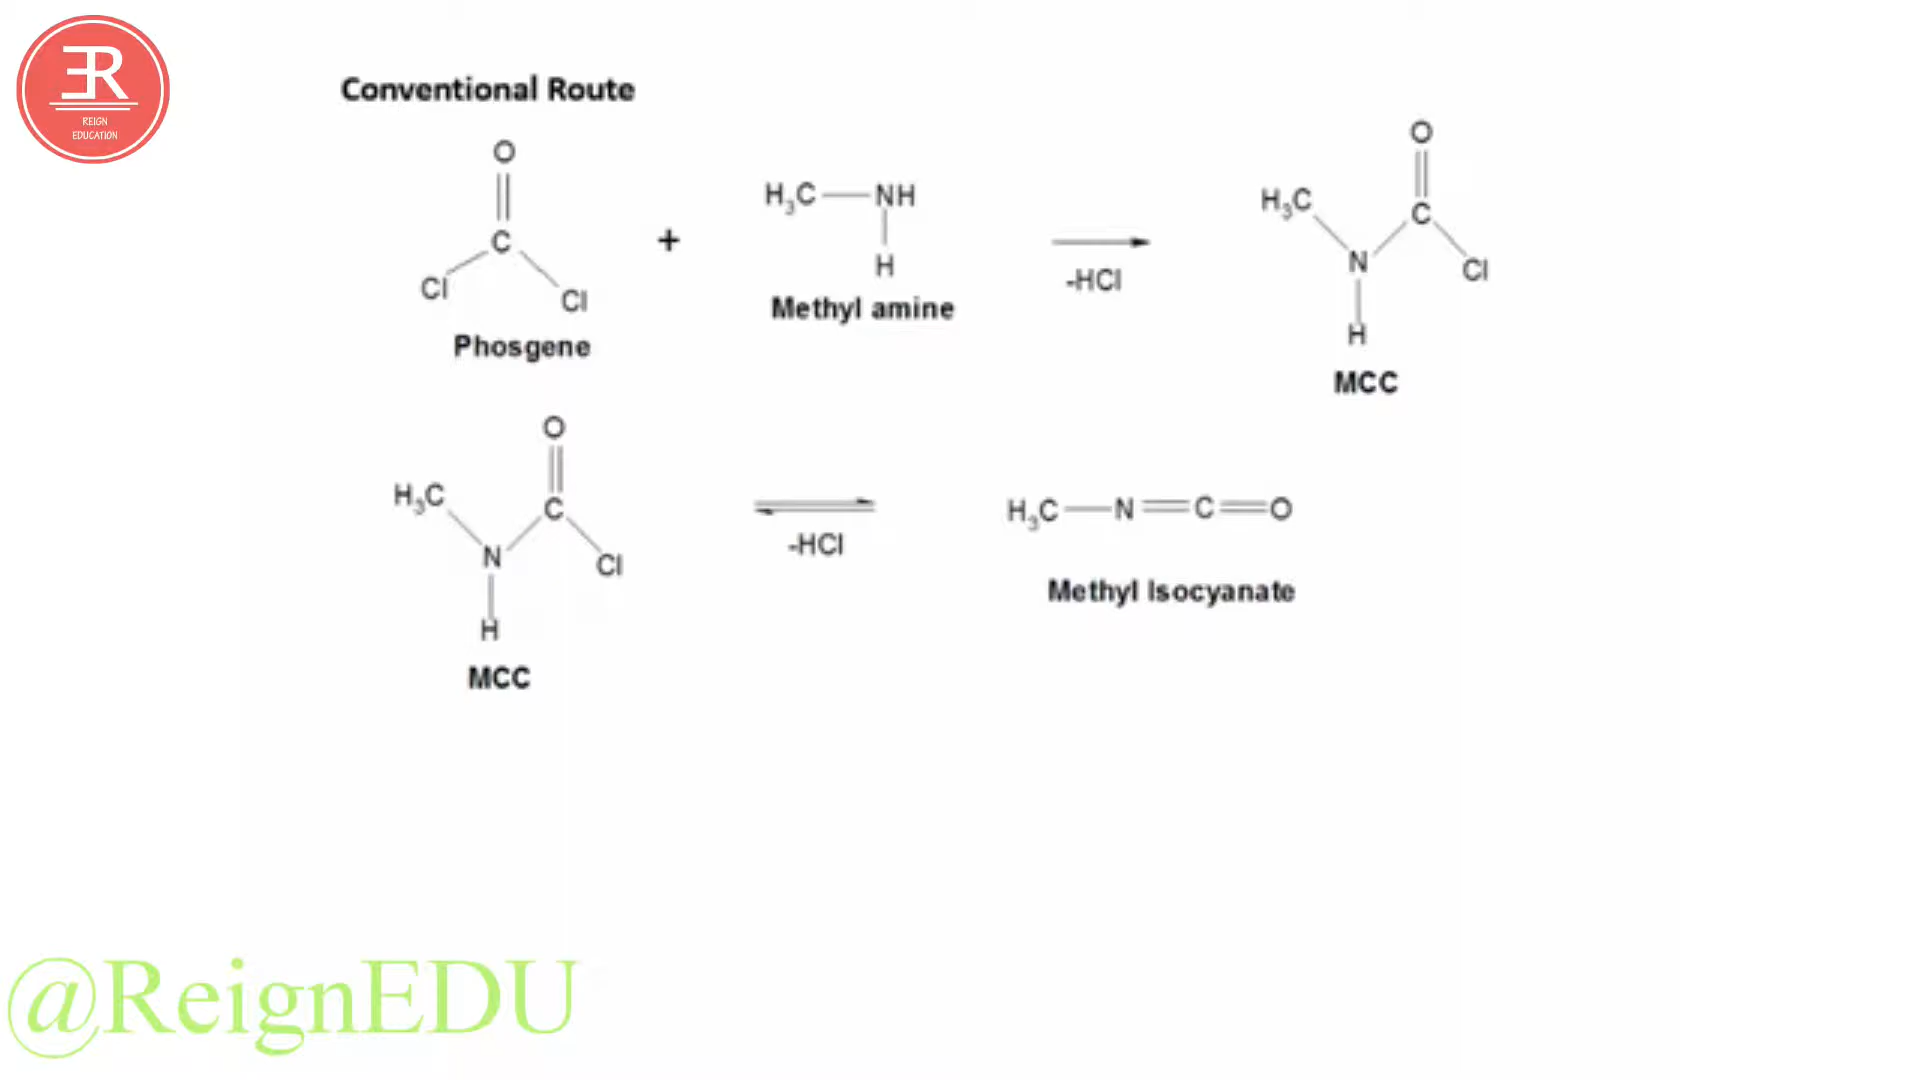 ER
REIGN
EDUCATION
Conventional Route
O
C
Cl
Cl
Phosgene
+
H₃C—NH
H
Methyl amine
-HCl
O
H₃C
C
N
Cl
H
MCC
O
H₃C
C
N
Cl
H
MCC
-HCl
H₃C—N=C=O
Methyl Isocyanate
@ReignEDU